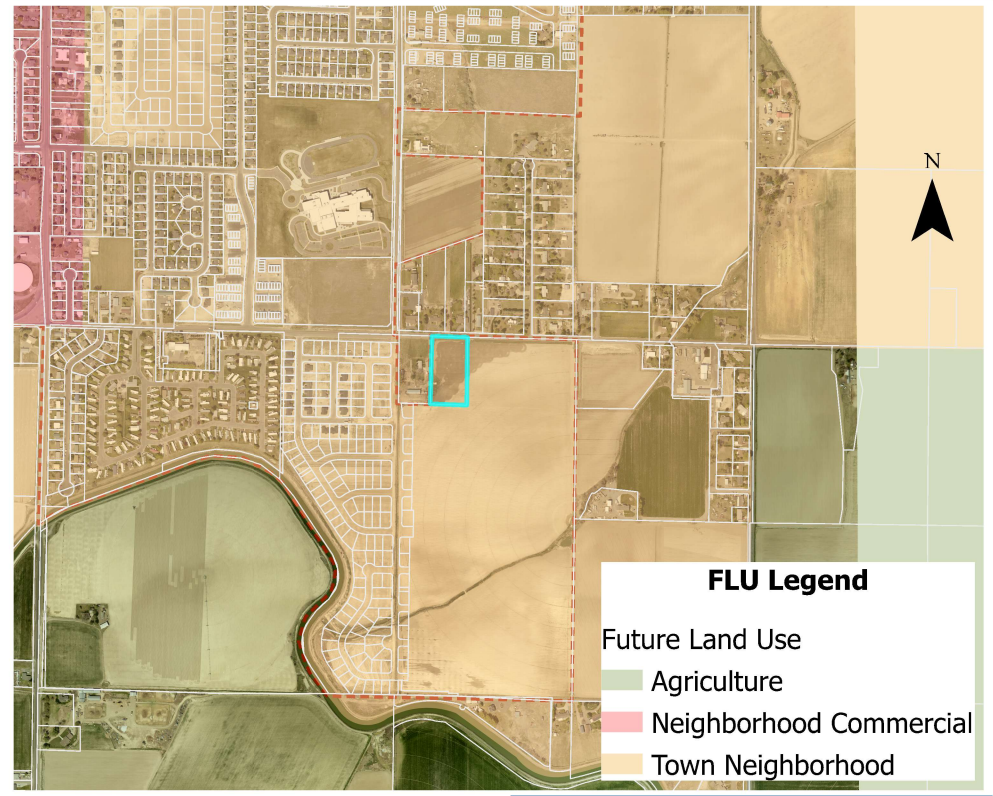 N
FLU Legend
Future Land Use
Agriculture
Neighborhood Commercial
Town Neighborhood